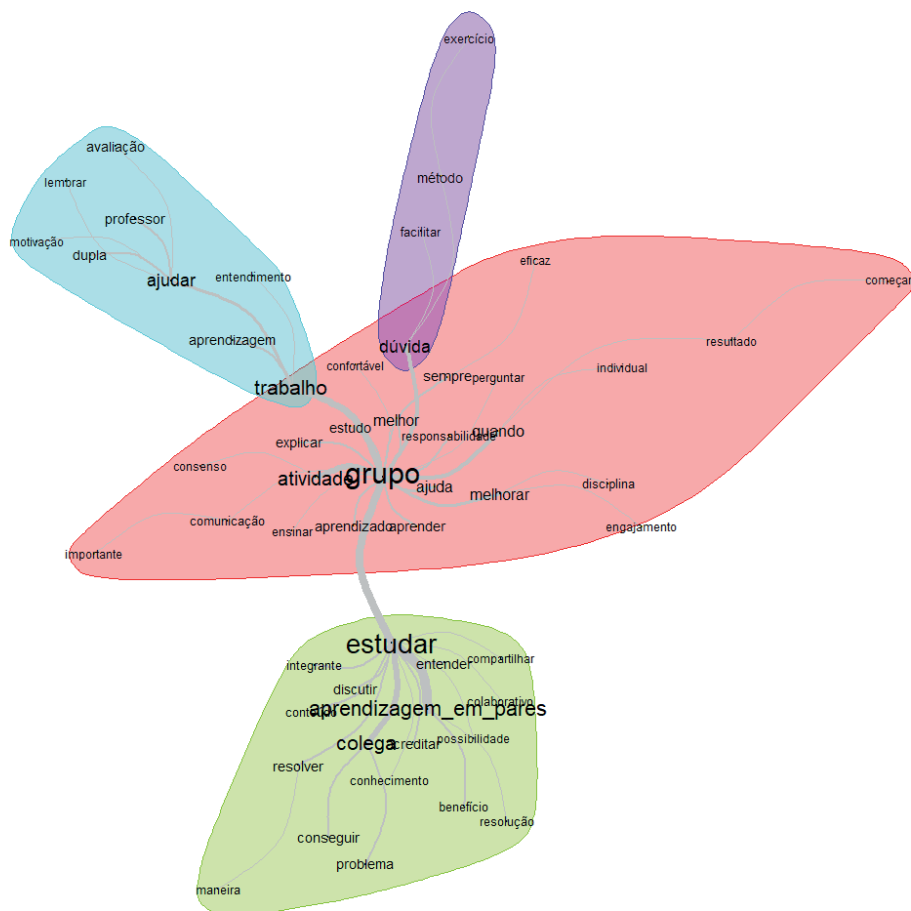 exercício
avaliação
lembrar
método
professor
facilitar
motivação
dupla
eficaz
ajudar
entendimento
começar
aprendizagem
dúvida
resultado
confortável
individual
sempre
perguntar
trabalho
melhor
estudo
responsabilidade
quando
explicar
consenso
grupo
atividade
ajuda
melhorar
disciplina
comunicação
ensinar
aprendizado
aprender
engajamento
importante
estudar
integrante
entender
compartilhar
discutir
colaborativo
conteúdo
aprendizagem_em_pares
colega
acreditar
possibilidade
resolver
conhecimento
benefício
resolução
conseguir
problema
maneira